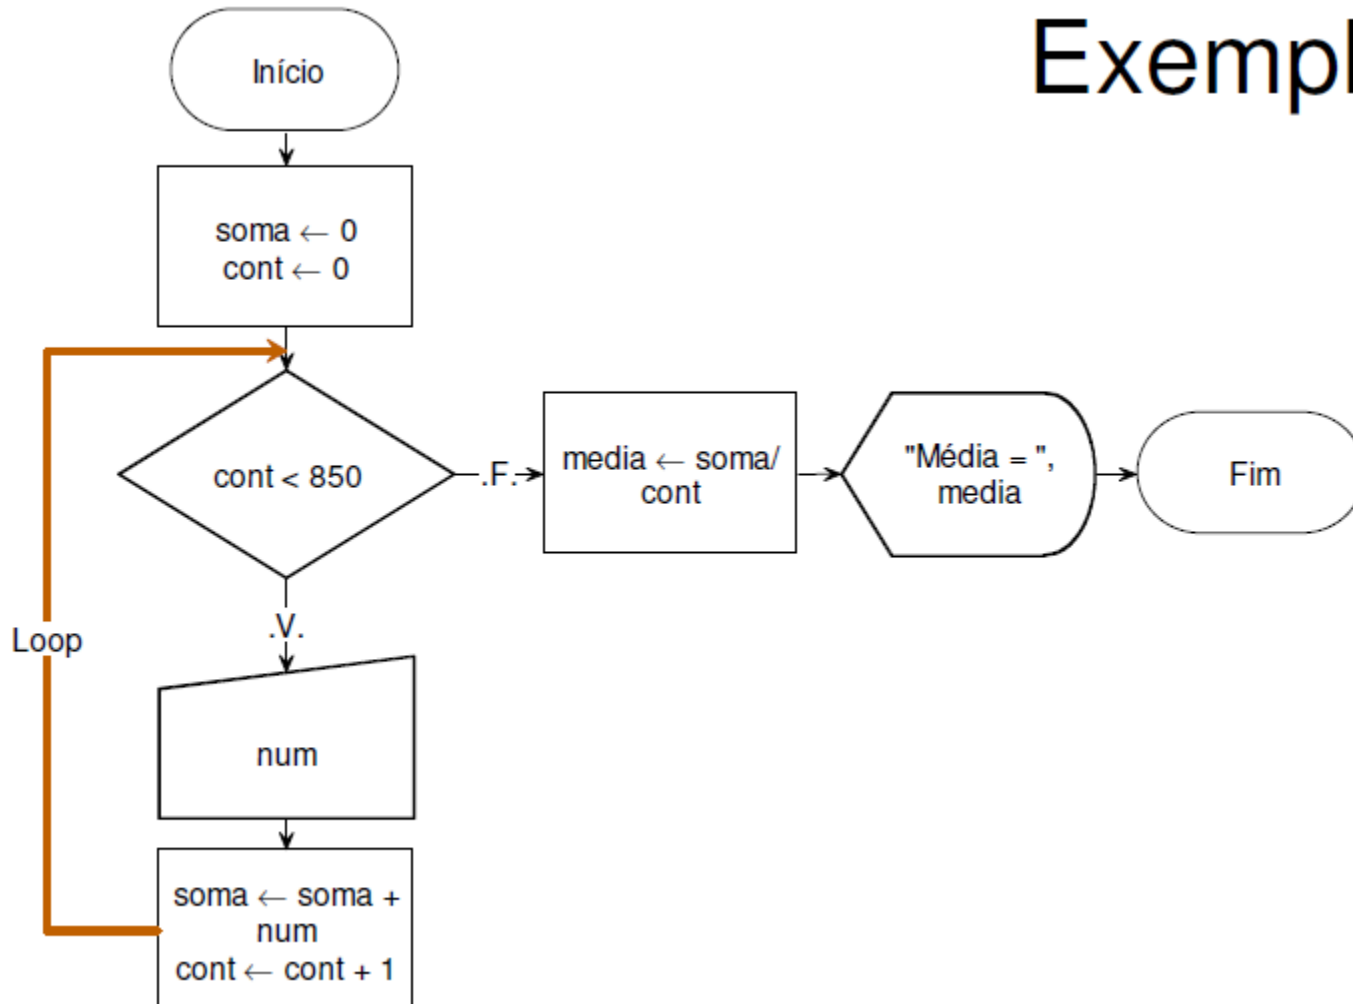 Exempl
Início
soma ← 0
cont ← 0
cont < 850
.F.
media ← soma/
cont
"Média = ",
media
Fim
.V.
Loop
num
soma ← soma +
num
cont ← cont + 1